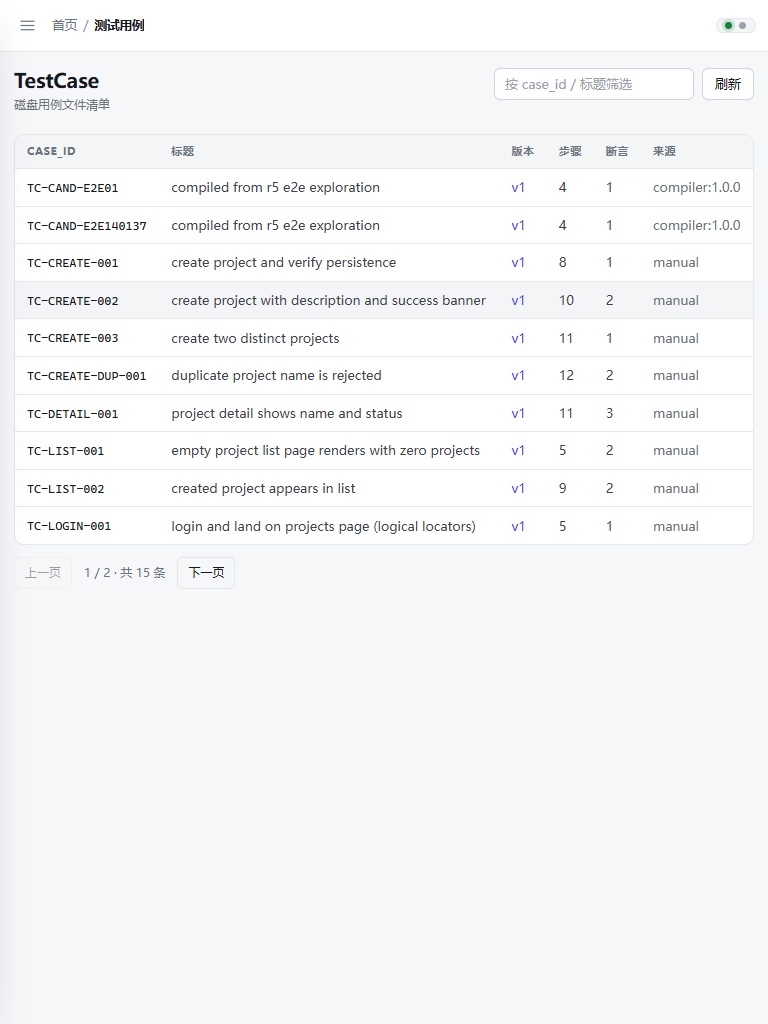 首页 / 测试用例
TestCase
磁盘用例文件清单
按 case_id / 标题筛选 刷新
CASE_ID 标题 版本 步骤 断言 来源
TC-CAND-E2E01 compiled from r5 e2e exploration v1 4 1 compiler:1.0.0
TC-CAND-E2E140137 compiled from r5 e2e exploration v1 4 1 compiler:1.0.0
TC-CREATE-001 create project and verify persistence v1 8 1 manual
TC-CREATE-002 create project with description and success banner v1 10 2 manual
TC-CREATE-003 create two distinct projects v1 11 1 manual
TC-CREATE-DUP-001 duplicate project name is rejected v1 12 2 manual
TC-DETAIL-001 project detail shows name and status v1 11 3 manual
TC-LIST-001 empty project list page renders with zero projects v1 5 2 manual
TC-LIST-002 created project appears in list v1 9 2 manual
TC-LOGIN-001 login and land on projects page (logical locators) v1 5 1 manual
上一页 1 / 2 · 共 15 条 下一页